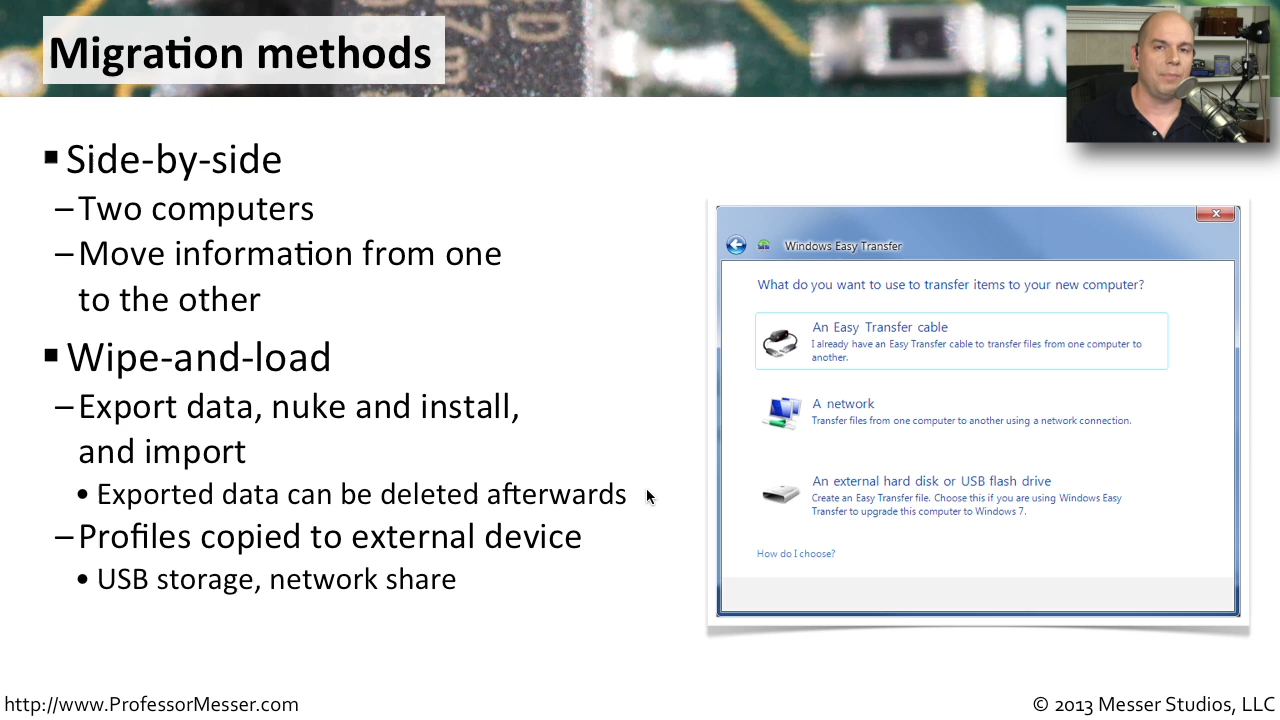 Migration methods
▪ Side-by-side
– Two computers
– Move information from one
to the other
▪ Wipe-and-load
– Export data, nuke and install,
and import
• Exported data can be deleted afterwards
– Profiles copied to external device
• USB storage, network share
Windows Easy Transfer
What do you want to use to transfer items to your new computer?
An Easy Transfer cable
I already have an Easy Transfer cable to transfer files from one computer to
another.
A network
Transfer files from one computer to another using a network connection.
An external hard disk or USB flash drive
Create an Easy Transfer file. Choose this if you are using Windows Easy
Transfer to upgrade this computer to Windows 7.
How do I choose?
http://www.ProfessorMesser.com
© 2013 Messer Studios, LLC